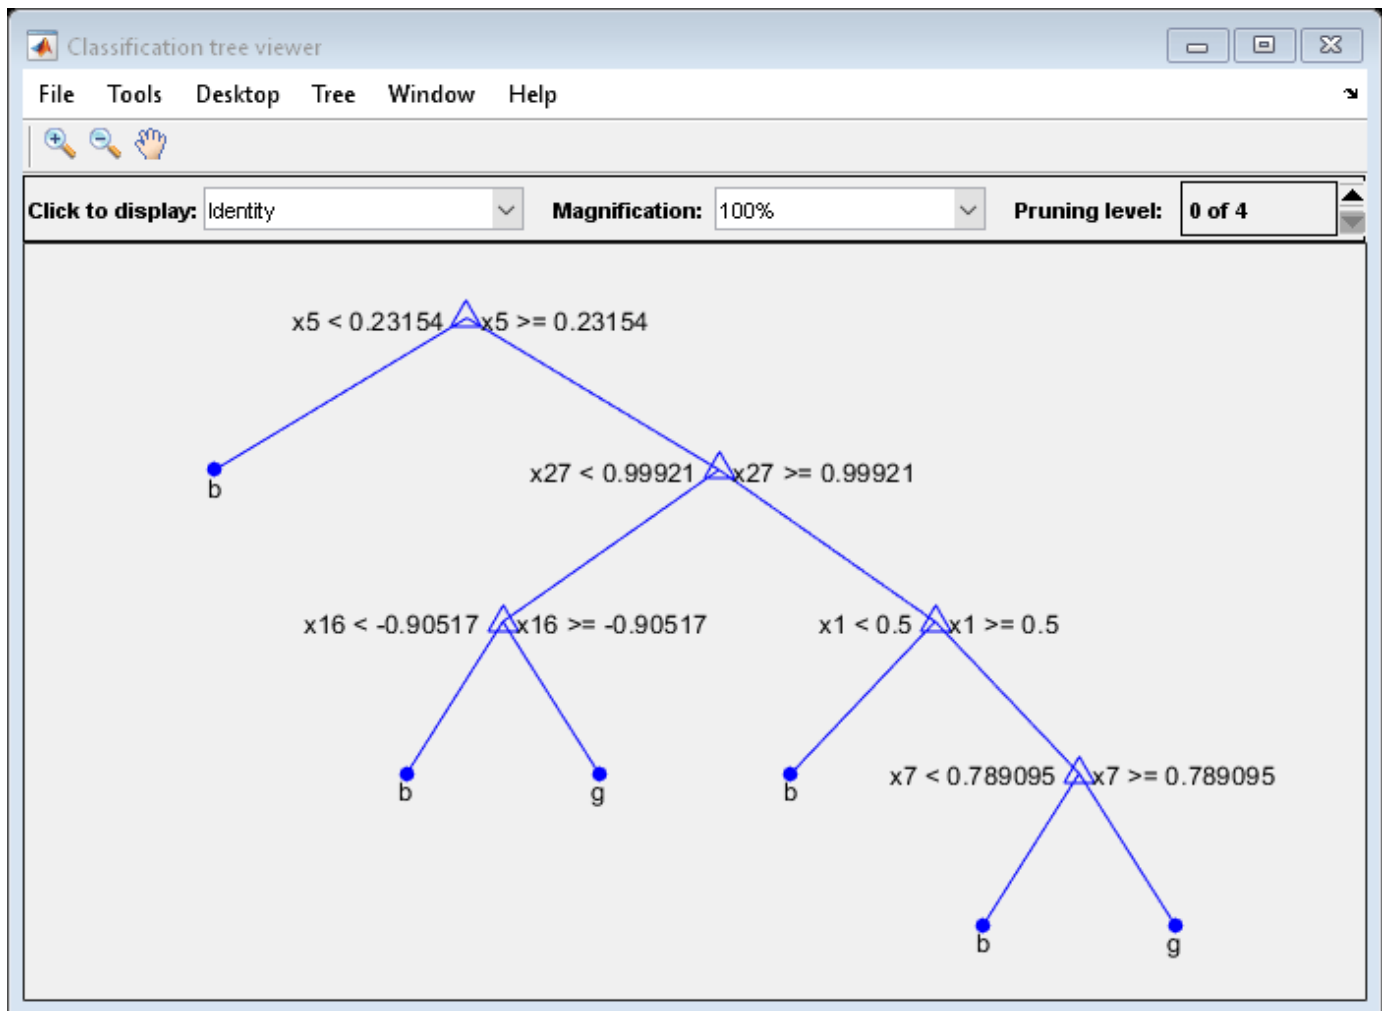 Classification tree viewer
File Tools Desktop Tree Window Help
Click to display: Identity Magnification: 100% Pruning level: 0 of 4
x5 < 0.23154 x5 >= 0.23154
b x27 < 0.99921 x27 >= 0.99921
x16 < -0.90517 x16 >= -0.90517 x1 < 0.5 x1 >= 0.5
b g b x7 < 0.789095 x7 >= 0.789095
b g